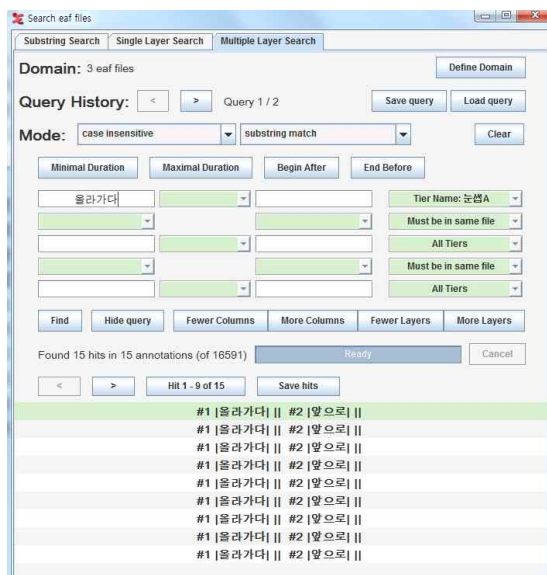 Search eaf files
Substring Search Single Layer Search Multiple Layer Search
Domain: 3 eaf files Define Domain
Query History: < > Query 1 / 2 Save query Load query
Mode: case insensitive substring match Clear
Minimal Duration Maximal Duration Begin After End Before
올라가다 Tier Name: 눈썹A
Must be in same file
All Tiers
Must be in same file
All Tiers
Find Hide query Fewer Columns More Columns Fewer Layers More Layers
Found 15 hits in 15 annotations (of 16591) Ready Cancel
< > Hit 1 - 9 of 15 Save hits
#1 |올라가다| || #2 |앞으로| ||
#1 |올라가다| || #2 |앞으로| ||
#1 |올라가다| || #2 |앞으로| ||
#1 |올라가다| || #2 |앞으로| ||
#1 |올라가다| || #2 |앞으로| ||
#1 |올라가다| || #2 |앞으로| ||
#1 |올라가다| || #2 |앞으로| ||
#1 |올라가다| || #2 |앞으로| ||
#1 |올라가다| || #2 |앞으로| ||